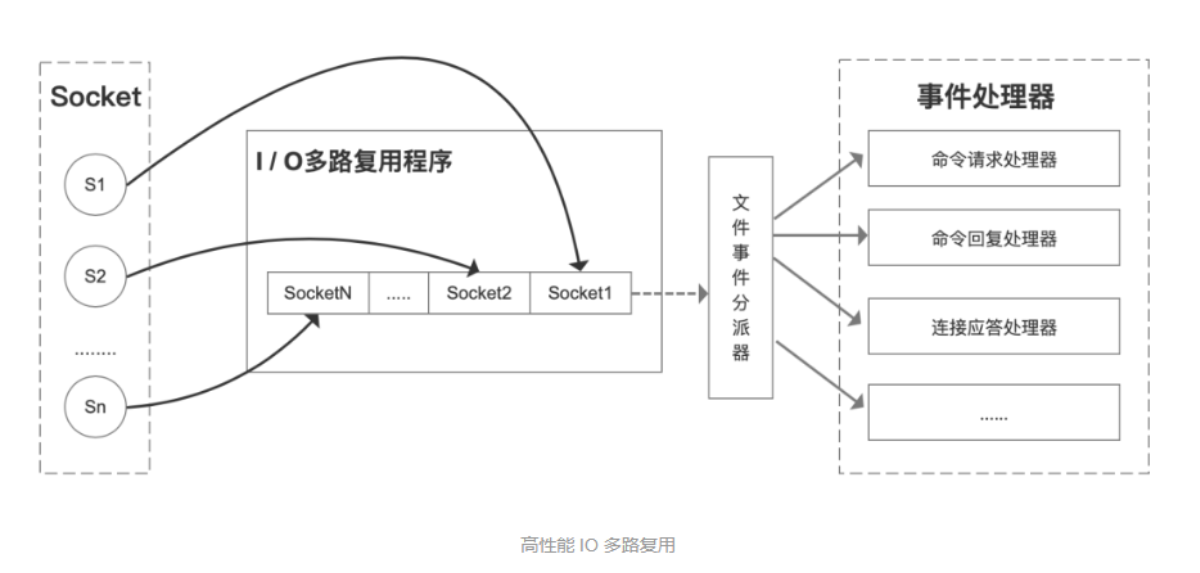 Socket
S1
S2
........
Sn
I / O多路复用程序
SocketN
.....
Socket2
Socket1
文件事件分派器
事件处理器
命令请求处理器
命令回复处理器
连接应答处理器
......
高性能 IO 多路复用